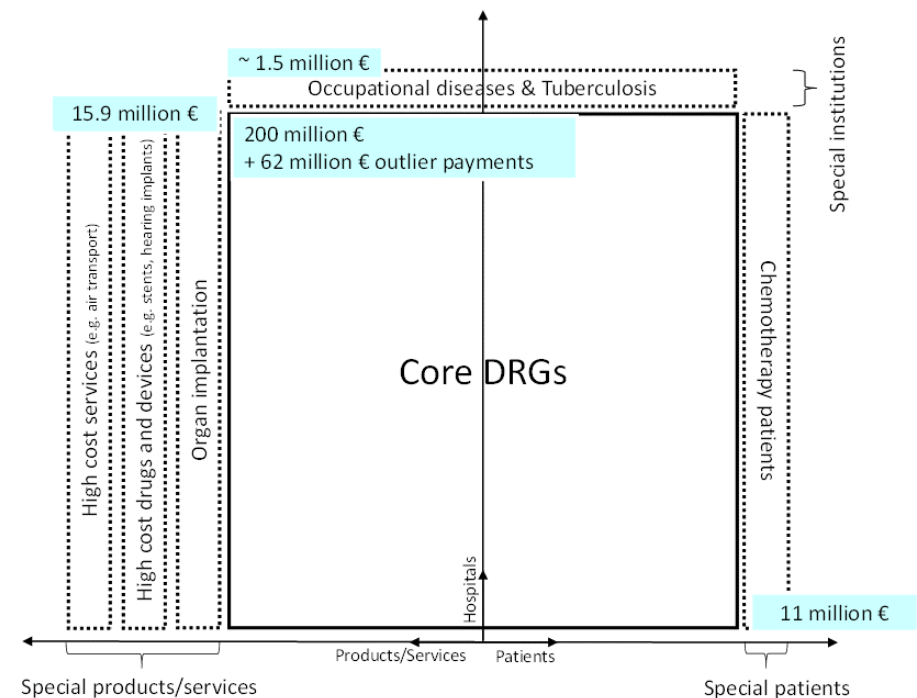 ~ 1.5 million €
Occupational diseases & Tuberculosis
Special institutions
15.9 million €
200 million €
+ 62 million € outlier payments
High cost services (e.g. air transport)
High cost drugs and devices (e.g. stents, hearing implants)
Organ implantation
Core DRGs
Chemotherapy patients
Hospitals
11 million €
Products/Services
Patients
Special products/services
Special patients